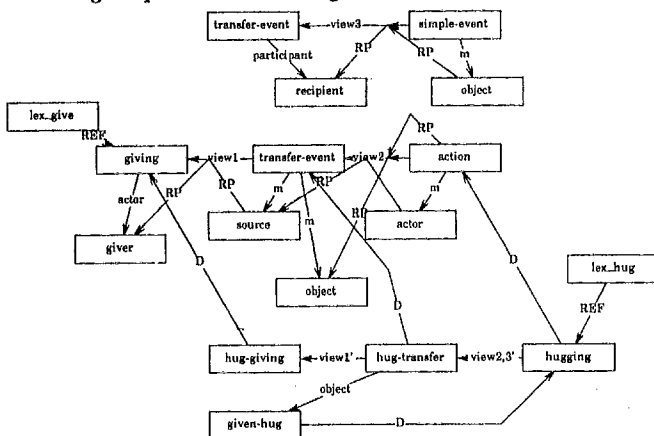 transfer-event view3 simple-event
participant RP RP m
recipient object
lex_give
REF RP
giving view1 transfer-event view2 action
actor RP RP m RP m
source actor
giver RP
object lex_hug
D D D REF
hug-giving view1' hug-transfer view2,3' hugging
object
given-hug D